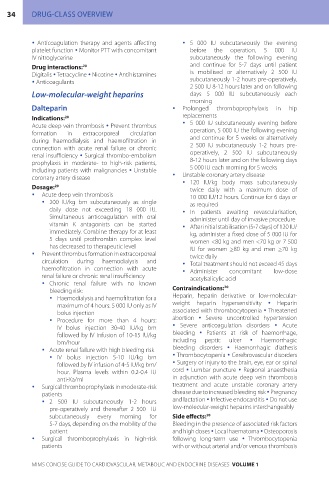 34 DRUG-CLASS OVERVIEW
• Anticoagulation therapy and agents affecting
platelet function • Monitor PTT with concomitant
IV nitroglycerine
Drug interactions:²⁰
Digitalis • Tetracycline • Nicotine • Antihistamines
• Anticoagulants
Low-molecular-weight heparins
Dalteparin
Indications:²⁰
Acute deep vein thrombosis • Prevent thrombus
formation in extracorporeal circulation
during haemodialysis and haemofiltration in
connection with acute renal failure or chronic
renal insufficiency • Surgical thrombo-embolism
prophylaxis in moderate- to high-risk patients,
including patients with malignancies • Unstable
coronary artery disease
Dosage:²⁰
• Acute deep vein thrombosis
• 200 IU/kg bm subcutaneously as single
daily dose not exceeding 18 000 IU.
Simultaneous anticoagulation with oral
vitamin K antagonists can be started
immediately. Combine therapy for at least
5 days until prothrombin complex level
has decreased to therapeutic level
• Prevent thrombus formation in extracorporeal
circulation during haemodialysis and
haemofiltration in connection with acute
renal failure or chronic renal insufficiency
• Chronic renal failure with no known
bleeding risk:
• Haemodialysis and haemofiltration for a
maximum of 4 hours: 5 000 IU only as IV
bolus injection
• Procedure for more than 4 hours:
IV bolus injection 30-40 IU/kg bm
followed by IV infusion of 10-15 IU/kg
bm/hour
• Acute renal failure with high bleeding risk
• IV bolus injection 5-10 IU/kg bm
followed by IV infusion of 4-5 IU/kg bm/
hour. Plasma levels within 0,2-0,4 IU
anti-Xa/ml
• Surgical thromboprophylaxis in moderate-risk
patients
• 2 500 IU subcutaneously 1-2 hours
pre-operatively and thereafter 2 500 IU
subcutaneously every morning for
5-7 days, depending on the mobility of the
patient
• Surgical thromboprophylaxis in high-risk
patients
• 5 000 IU subcutaneously the evening
before the operation, 5 000 IU
subcutaneously the following evening
and continue for 5-7 days until patient
is mobilised or alternatively 2 500 IU
subcutaneously 1-2 hours pre-operatively,
2 500 IU 8-12 hours later and on following
days 5 000 IU subcutaneously each
morning
• Prolonged thromboprophylaxis in hip
replacements
• 5 000 IU subcutaneously evening before
operation, 5 000 IU the following evening
and continue for 5 weeks or alternatively
2 500 IU subcutaneously 1-2 hours pre-
operatively, 2 500 IU subcutaneously
8-12 hours later and on the following days
5 000 IU each morning for 5 weeks
• Unstable coronary artery disease
• 120 IU/kg body mass subcutaneously
twice daily with a maximum dose of
10 000 IU/12 hours. Continue for 6 days or
as required
• In patients awaiting revascularisation,
administer until day of invasive procedure
• After initial stabilisation (5-7 days) of 120 IU/
kg, administer a fixed dose of 5 000 IU for
women <80 kg and men <70 kg or 7 500
IU for women ≥80 kg and men ≥70 kg
twice daily
• Total treatment should not exceed 45 days
• Administer concomitant low-dose
acetylsalicylic acid
Contraindications:²⁰
Heparin, heparin derivative or low-molecular-
weight heparin hypersensitivity • Heparin
associated with thrombocytopenia • Threatened
abortion • Severe uncontrolled hypertension
• Severe coagulation disorders • Acute
bleeding • Patients at risk of haemorrhage,
including peptic ulcer • Haemorrhagic
bleeding disorders • Haemorrhagic diathesis
• Thrombocytopenia • Cerebrovascular disorders
• Surgery or injury to the brain, eye, ear or spinal
cord • Lumbar puncture • Regional anaesthesia
in adjunction with acute deep vein thrombosis
treatment and acute unstable coronary artery
disease due to increased bleeding risk • Pregnancy
and lactation • Infective endocarditis • Do not use
low-molecular-weight heparins interchangeably
Side effects:²⁰
Bleeding in the presence of associated risk factors
and high doses • Local haematoma • Osteoporosis
following long-term use • Thrombocytopenia
with or without arterial and/or venous thrombosis
MIMS CONCISE GUIDE TO CARDIOVASCULAR, METABOLIC AND ENDOCRINE DISEASES VOLUME 1